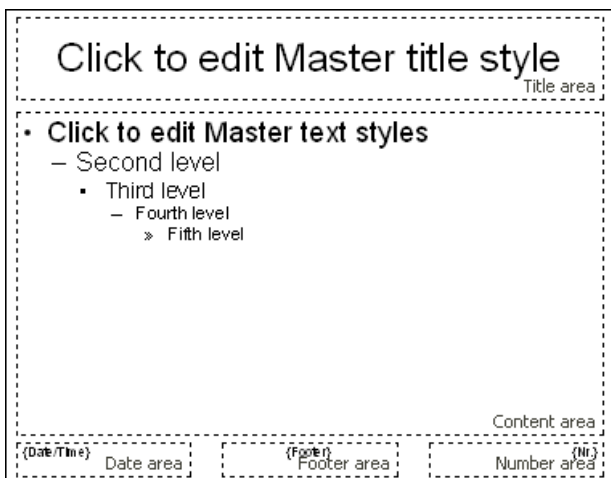 Click to edit Master title style
Title area
• Click to edit Master text styles
– Second level
• Third level
– Fourth level
» Fifth level
Content area
{Date/Time}
Date area
{Footer}
Footer area
{Nr.}
Number area